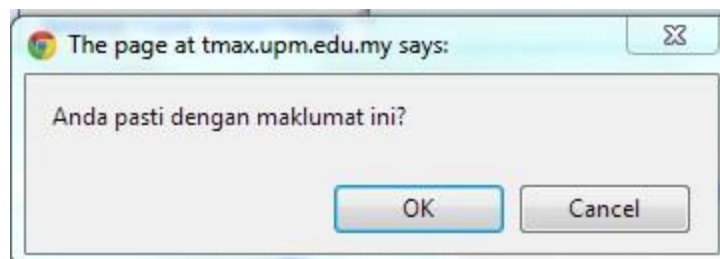 The page at tmax.upm.edu.my says:
Anda pasti dengan maklumat ini?
OK Cancel